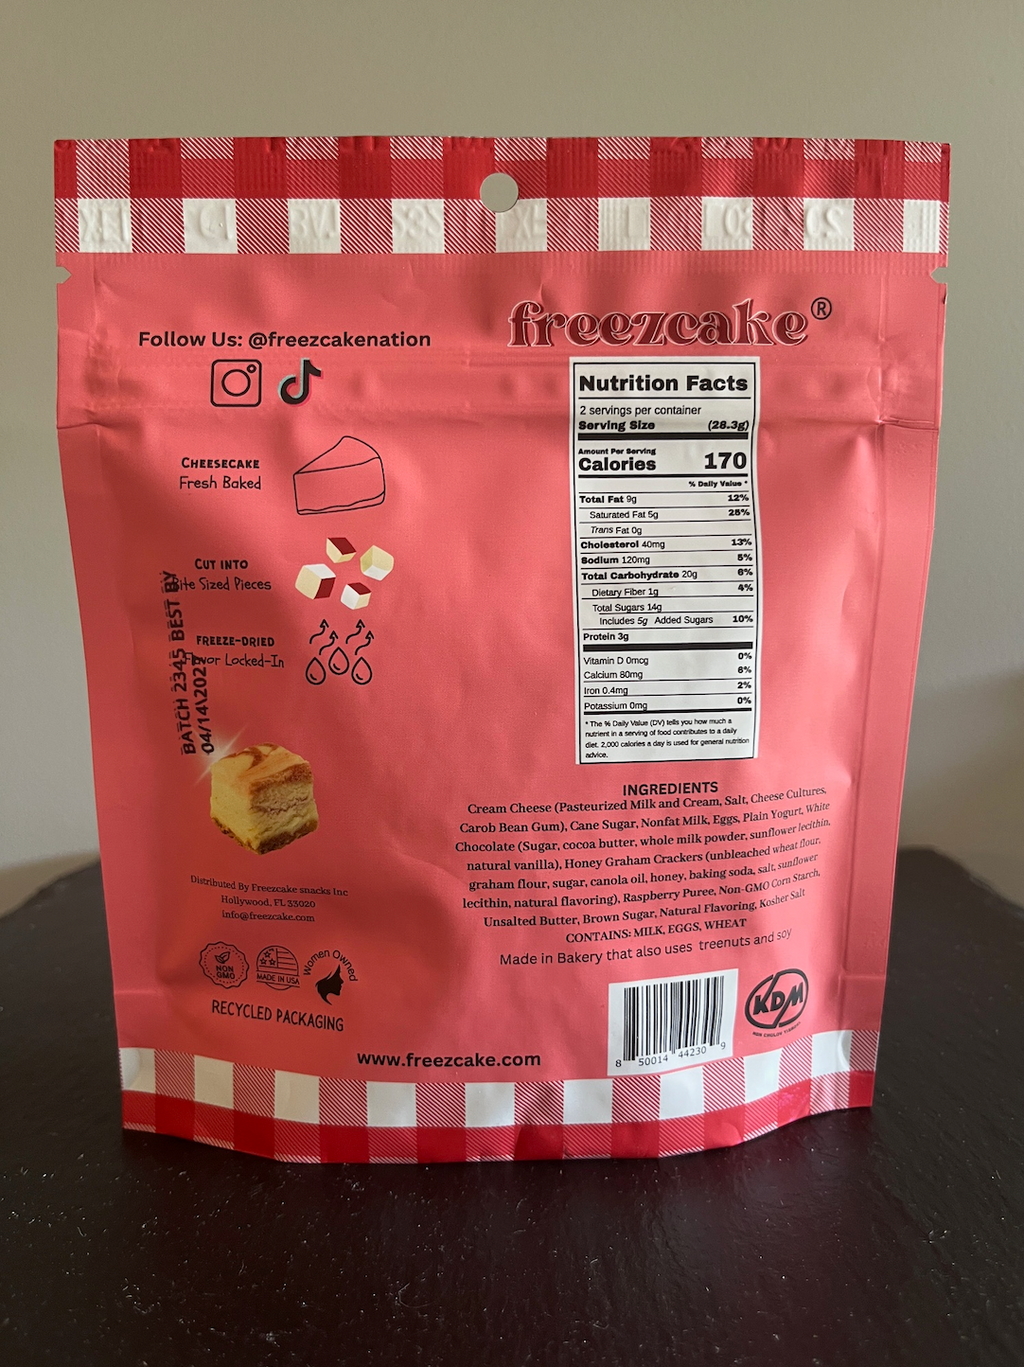 freezcake®
Follow Us: @freezcakenation
CHEESECAKE
Fresh Baked
CUT INTO
Bite Sized Pieces
FREEZE-DRIED
Flavor Locked-In
BATCH 2345 BEST BY
04/14\202
Distributed By Freezcake snacks Inc
Hollywood, FL 33020
info@freezcake.com
NON
GMO
MADE IN USA
Women Owned
RECYCLED PACKAGING
Nutrition Facts
2 servings per container
Serving Size (28.3g)
Amount Per Serving
Calories 170
% Daily Value *
Total Fat 9g 12%
Saturated Fat 5g 25%
Trans Fat 0g
Cholesterol 40mg 13%
Sodium 120mg 5%
Total Carbohydrate 20g 6%
Dietary Fiber 1g 4%
Total Sugars 14g
Includes 5g Added Sugars 10%
Protein 3g
Vitamin D 0mcg 0%
Calcium 80mg 6%
Iron 0.4mg 2%
Potassium 0mg 0%
* The % Daily Value (DV) tells you how much a
nutrient in a serving of food contributes to a daily
diet. 2,000 calories a day is used for general nutrition
advice.
INGREDIENTS
Cream Cheese (Pasteurized Milk and Cream, Salt, Cheese Cultures,
Carob Bean Gum), Cane Sugar, Nonfat Milk, Eggs, Plain Yogurt, White
Chocolate (Sugar, cocoa butter, whole milk powder, sunflower lecithin,
natural vanilla), Honey Graham Crackers (unbleached wheat flour,
graham flour, sugar, canola oil, honey, baking soda, salt, sunflower
lecithin, natural flavoring), Raspberry Puree, Non-GMO Corn Starch,
Unsalted Butter, Brown Sugar, Natural Flavoring, Kosher Salt
CONTAINS: MILK, EGGS, WHEAT
Made in Bakery that also uses treenuts and soy
8 50014 44230 9
KDM
www.freezcake.com